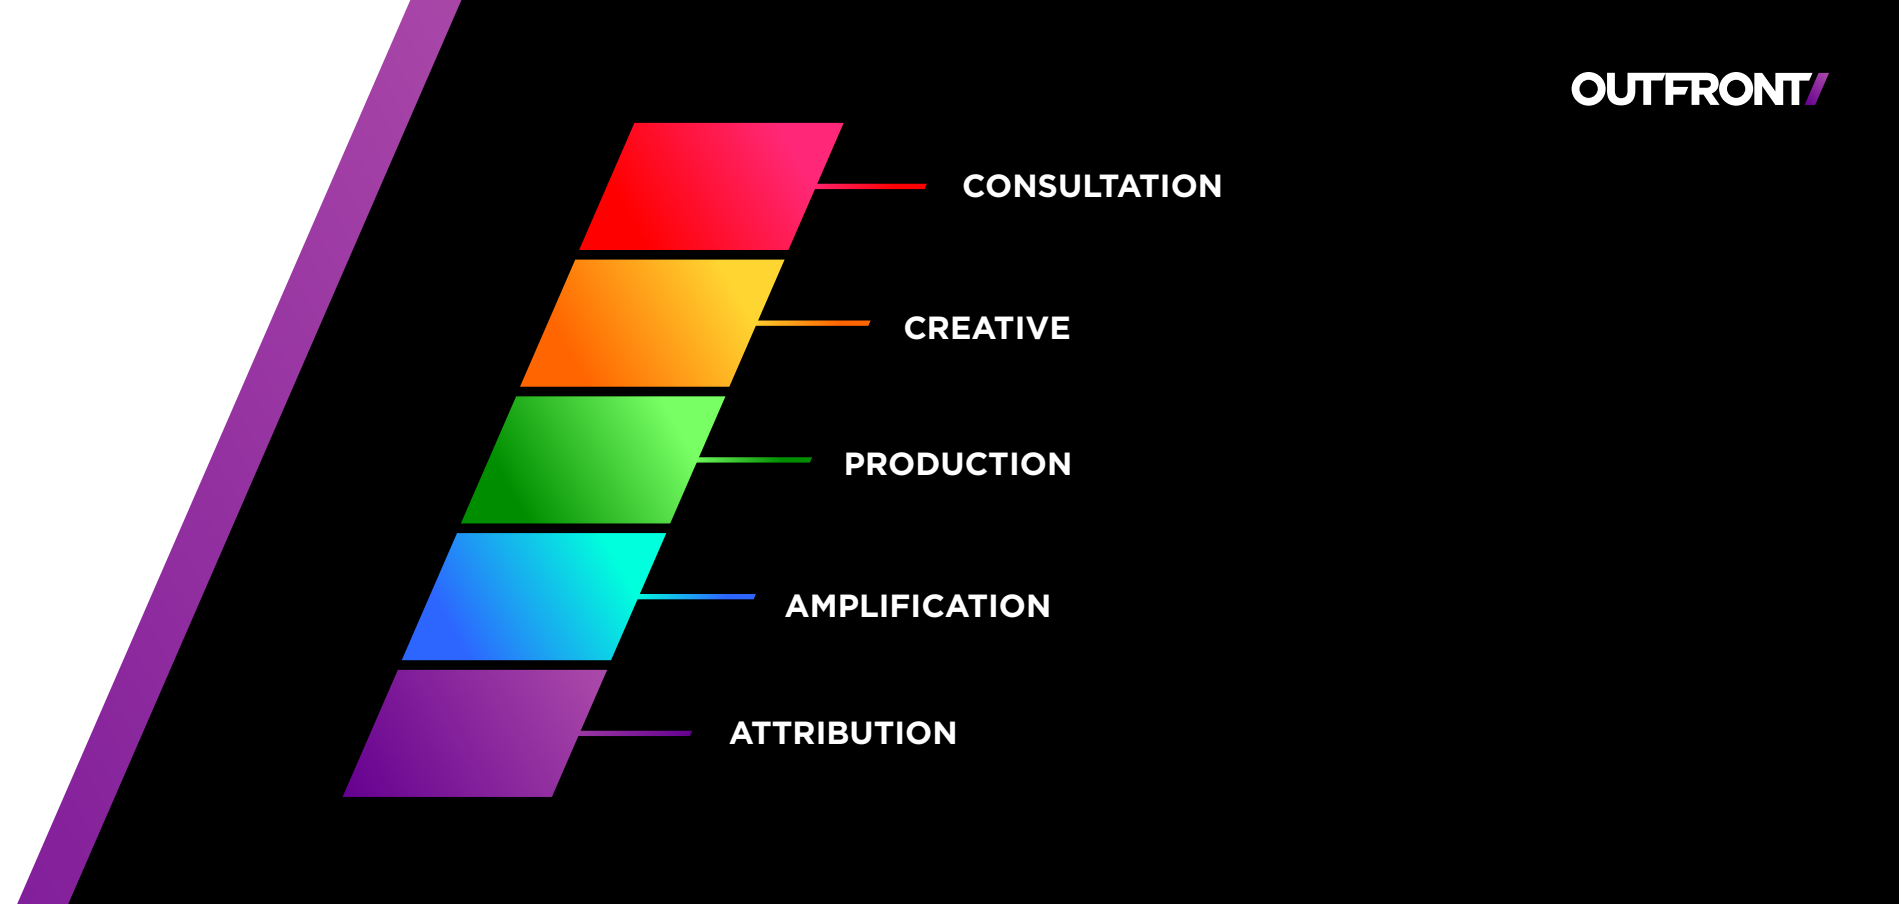 OUTFRONT/
CONSULTATION
CREATIVE
PRODUCTION
AMPLIFICATION
ATTRIBUTION